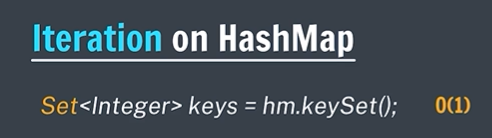 Iteration on HashMap
Set<Integer> keys = hm.keySet(); O(1)